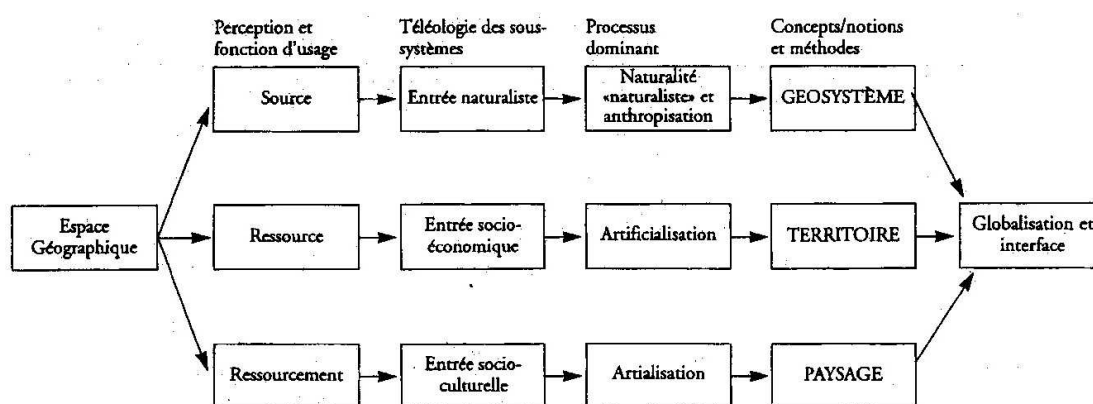 Perception et
fonction d'usage
Téléologie des sous-
systèmes
Processus
dominant
Concepts/notions
et méthodes
Source
Entrée naturaliste
Naturalité
«naturaliste» et
anthropisation
GEOSYSTÈME
Espace
Géographique
Ressource
Entrée socio-
économique
Artificialisation
TERRITOIRE
Globalisation et
interface
Ressourcement
Entrée socio-
culturelle
Artialisation
PAYSAGE